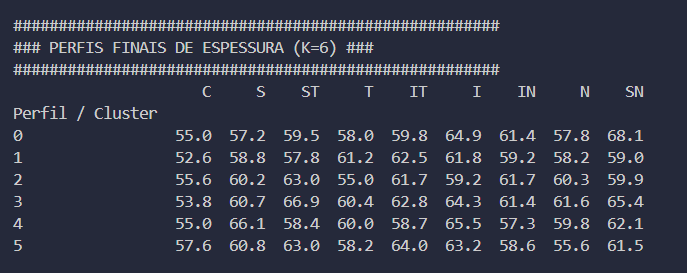 ######################################################
### PERFIS FINAIS DE ESPESSURA (K=6) ###
######################################################
C S ST T IT I IN N SN
Perfil / Cluster
0 55.0 57.2 59.5 58.0 59.8 64.9 61.4 57.8 68.1
1 52.6 58.8 57.8 61.2 62.5 61.8 59.2 58.2 59.0
2 55.6 60.2 63.0 55.0 61.7 59.2 61.7 60.3 59.9
3 53.8 60.7 66.9 60.4 62.8 64.3 61.4 61.6 65.4
4 55.0 66.1 58.4 60.0 58.7 65.5 57.3 59.8 62.1
5 57.6 60.8 63.0 58.2 64.0 63.2 58.6 55.6 61.5